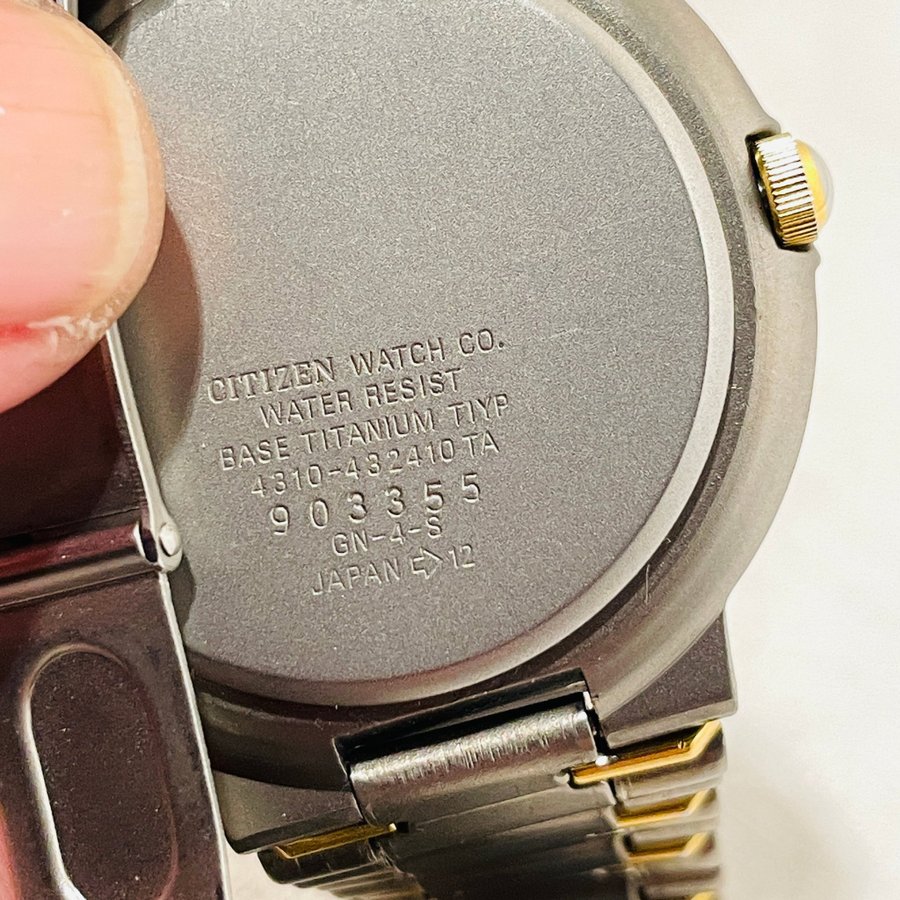 CITIZEN WATCH CO.
WATER RESIST
BASE TITANIUM TIYP
4310-432410 TA
903355
GN-4-S
JAPAN ⇨ 12